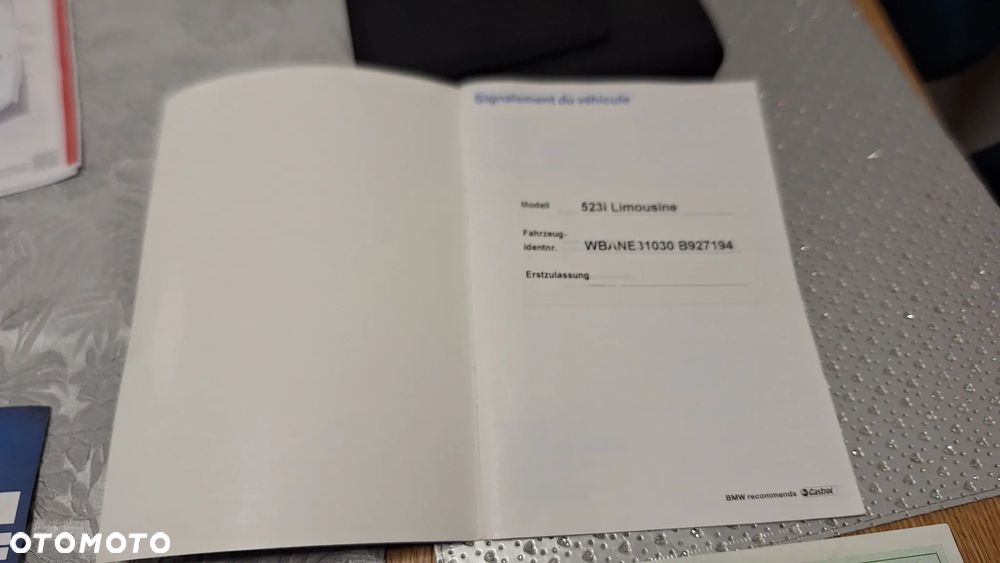 Signalement du véhicule
Modell 523i Limousine
Fahrzeug-
identnr. WBANE31030 B927194
Erstzulassung
BMW recommends Castrol
OTOMOTO